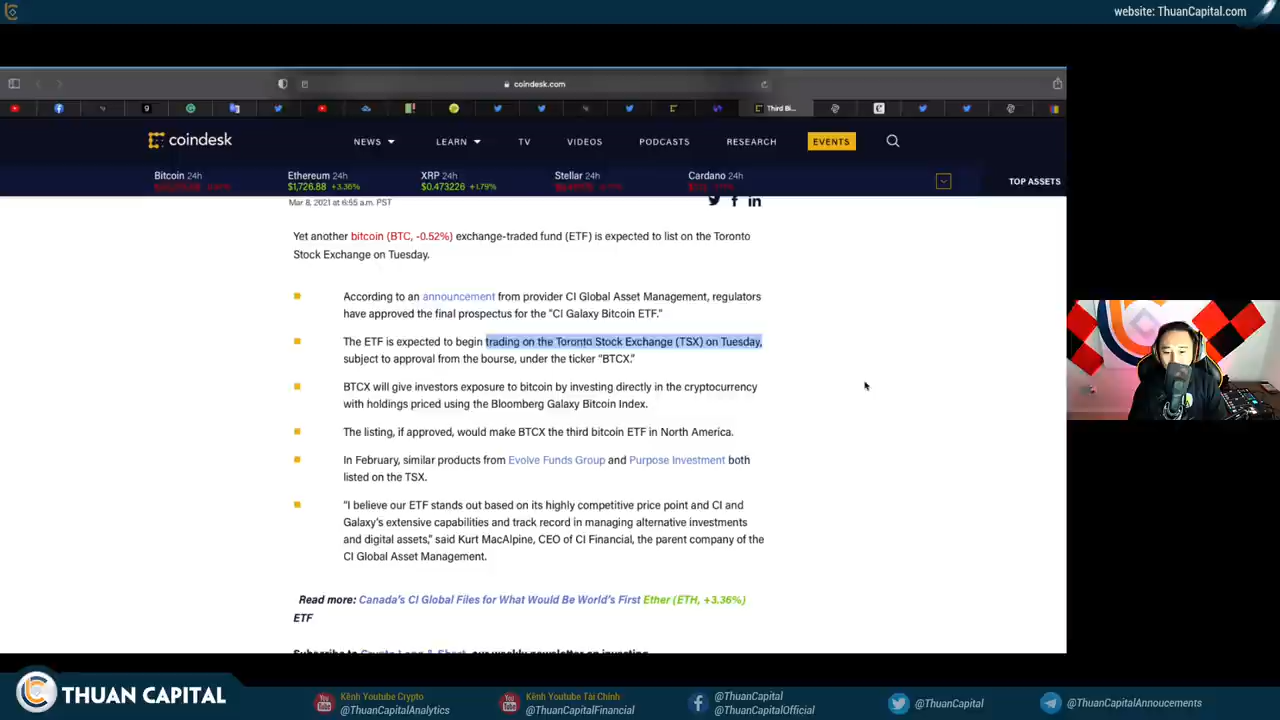 website: ThuanCapital.com
coindesk.com
Third Bi...
coindesk
NEWS
LEARN
TV
VIDEOS
PODCASTS
RESEARCH
EVENTS
Bitcoin 24h
Ethereum 24h
$1,726.88 +3.36%
XRP 24h
$0.473226 +1.79%
Stellar 24h
Cardano 24h
TOP ASSETS
Mar 8, 2021 at 6:55 a.m. PST
Yet another bitcoin (BTC, -0.52%) exchange-traded fund (ETF) is expected to list on the Toronto
Stock Exchange on Tuesday.
According to an announcement from provider CI Global Asset Management, regulators
have approved the final prospectus for the "CI Galaxy Bitcoin ETF."
The ETF is expected to begin trading on the Toronto Stock Exchange (TSX) on Tuesday,
subject to approval from the bourse, under the ticker "BTCX."
BTCX will give investors exposure to bitcoin by investing directly in the cryptocurrency
with holdings priced using the Bloomberg Galaxy Bitcoin Index.
The listing, if approved, would make BTCX the third bitcoin ETF in North America.
In February, similar products from Evolve Funds Group and Purpose Investment both
listed on the TSX.
"I believe our ETF stands out based on its highly competitive price point and CI and
Galaxy's extensive capabilities and track record in managing alternative investments
and digital assets," said Kurt MacAlpine, CEO of CI Financial, the parent company of the
CI Global Asset Management.
Read more: Canada's CI Global Files for What Would Be World's First Ether (ETH, +3.36%)
ETF
Subscribe to Crypto Long & Short, our weekly newsletter on investing.
THUAN CAPITAL
Kênh Youtube Crypto
@ThuanCapitalAnalytics
Kênh Youtube Tài Chính
@ThuanCapitalFinancial
@ThuanCapital
@ThuanCapitalOfficial
@ThuanCapital
@ThuanCapitalAnnoucements